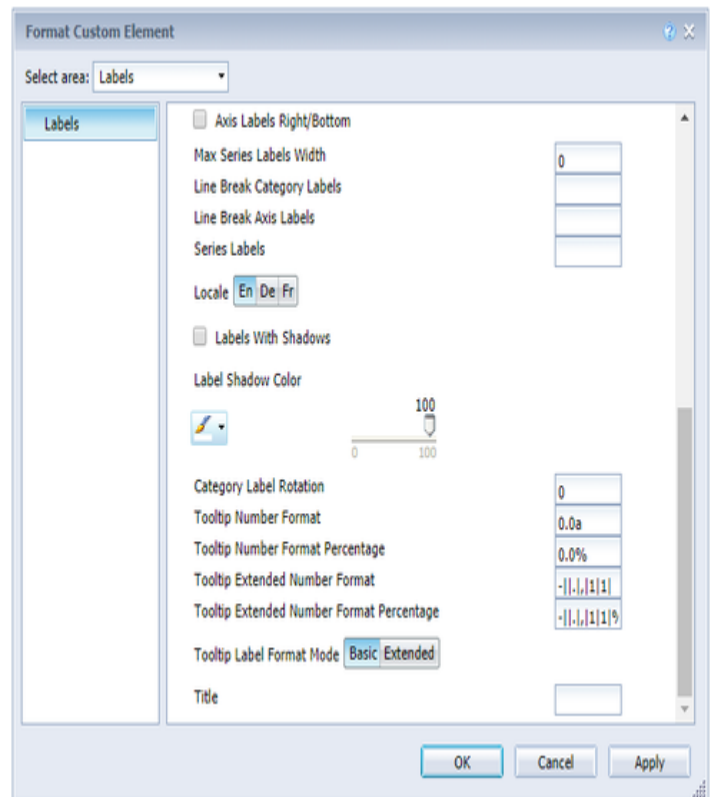 Format Custom Element
Select area: Labels
Labels
Axis Labels Right/Bottom
Max Series Labels Width 0
Line Break Category Labels
Line Break Axis Labels
Series Labels
Locale En De Fr
Labels With Shadows
Label Shadow Color
100
0 100
Category Label Rotation 0
Tooltip Number Format 0.0a
Tooltip Number Format Percentage 0.0%
Tooltip Extended Number Format -||.|,|1|1|
Tooltip Extended Number Format Percentage -||.|,|1|1|%
Tooltip Label Format Mode Basic Extended
Title
OK Cancel Apply